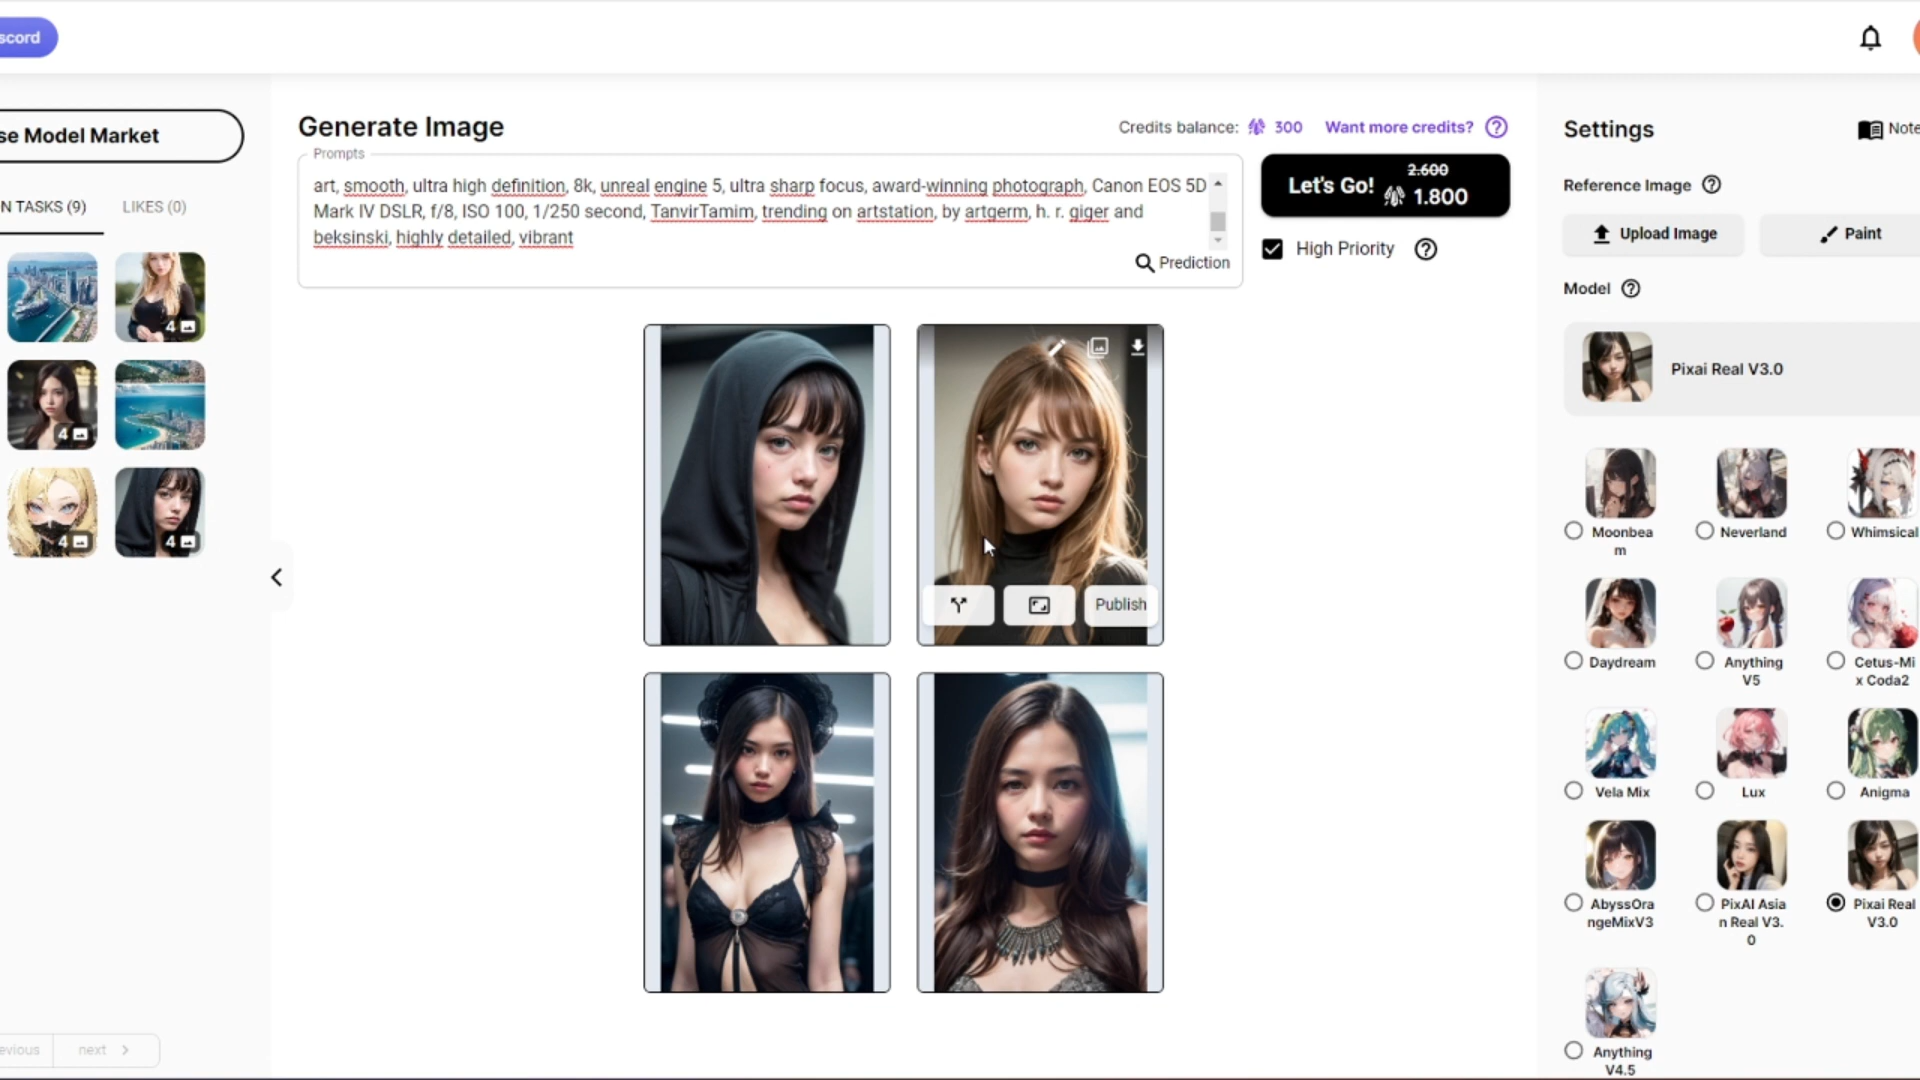 scord
se Model Market
N TASKS (9)
LIKES (0)
4
4
4
4
evious
next
Generate Image
Credits balance: 300 Want more credits?
Prompts
art, smooth, ultra high definition, 8k, unreal engine 5, ultra sharp focus, award-winning photograph, Canon EOS 5D
Mark IV DSLR, f/8, ISO 100, 1/250 second, TanvirTamim, trending on artstation, by artgerm, h. r. giger and
beksinski, highly detailed, vibrant
Prediction
Let's Go!
2.600
1.800
High Priority
Publish
Settings
Note
Reference Image
Upload Image
Paint
Model
Pixai Real V3.0
Moonbea
m
Neverland
Whimsical
Daydream
Anything
V5
Cetus-Mi
x Coda2
Vela Mix
Lux
Anigma
AbyssOra
ngeMixV3
PixAI Asia
n Real V3.
0
Pixai Real
V3.0
Anything
V4.5